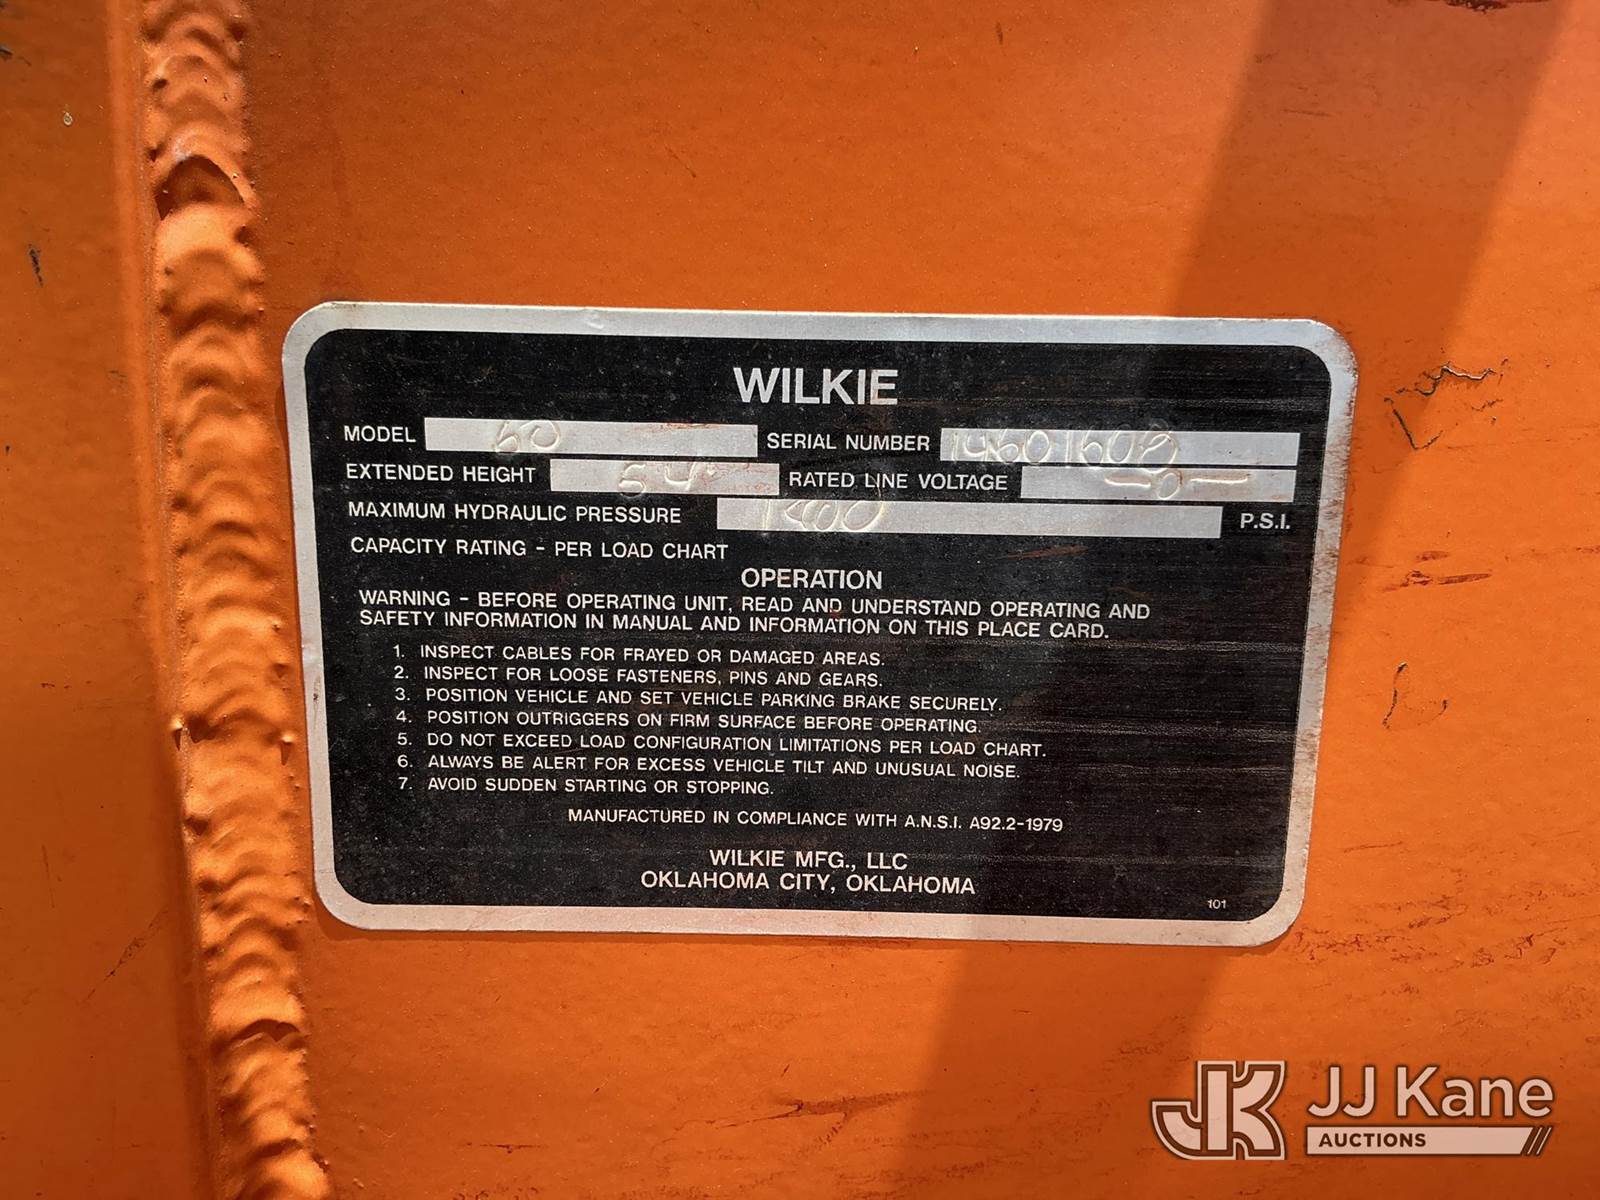 WILKIE
MODEL 60 SERIAL NUMBER
EXTENDED HEIGHT 54' RATED LINE VOLTAGE -0-
MAXIMUM HYDRAULIC PRESSURE P.S.I.
CAPACITY RATING - PER LOAD CHART
OPERATION
WARNING - BEFORE OPERATING UNIT, READ AND UNDERSTAND OPERATING AND
SAFETY INFORMATION IN MANUAL AND INFORMATION ON THIS PLACE CARD.
1. INSPECT CABLES FOR FRAYED OR DAMAGED AREAS.
2. INSPECT FOR LOOSE FASTENERS, PINS AND GEARS.
3. POSITION VEHICLE AND SET VEHICLE PARKING BRAKE SECURELY.
4. POSITION OUTRIGGERS ON FIRM SURFACE BEFORE OPERATING.
5. DO NOT EXCEED LOAD CONFIGURATION LIMITATIONS PER LOAD CHART.
6. ALWAYS BE ALERT FOR EXCESS VEHICLE TILT AND UNUSUAL NOISE.
7. AVOID SUDDEN STARTING OR STOPPING.
MANUFACTURED IN COMPLIANCE WITH A.N.S.I. A92.2-1979
WILKIE MFG., LLC
OKLAHOMA CITY, OKLAHOMA
101
JK JJ Kane
AUCTIONS